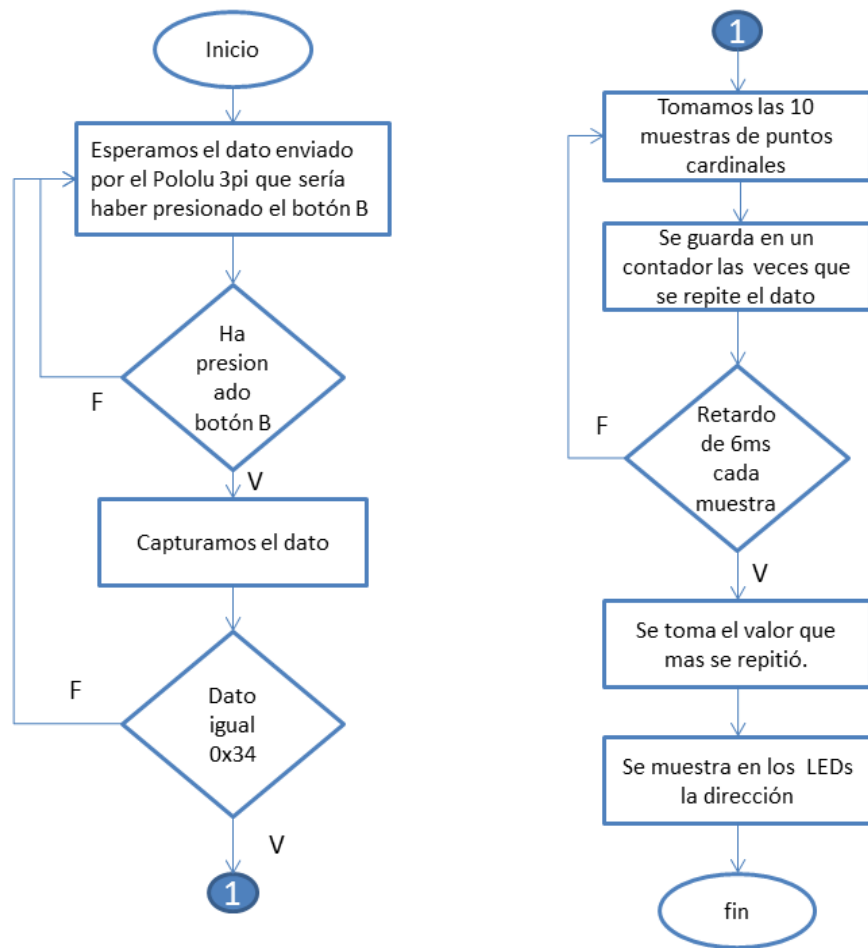 Inicio
Esperamos el dato enviado
por el Pololu 3pi que sería
haber presionado el botón B
Ha
presion
ado
botón B
F
V
Capturamos el dato
Dato
igual
0x34
F
V
1
1
Tomamos las 10
muestras de puntos
cardinales
Se guarda en un
contador las veces que
se repite el dato
Retardo
de 6ms
cada
muestra
F
V
Se toma el valor que
mas se repitió.
Se muestra en los LEDs
la dirección
fin